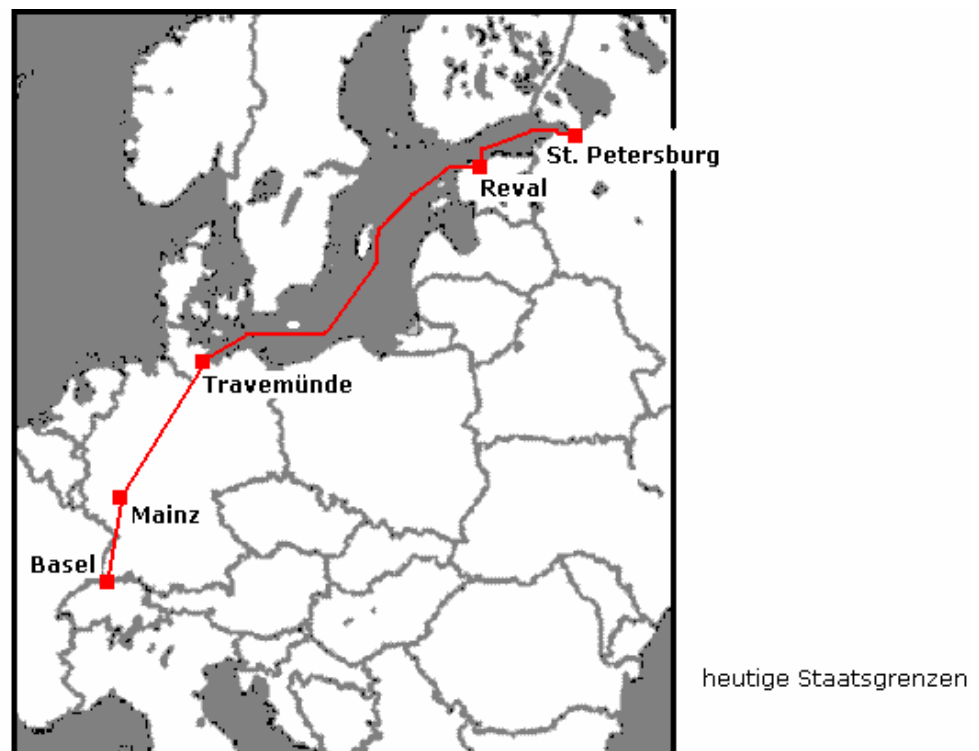 St. Petersburg
Reval
Travemünde
Mainz
Basel
heutige Staatsgrenzen